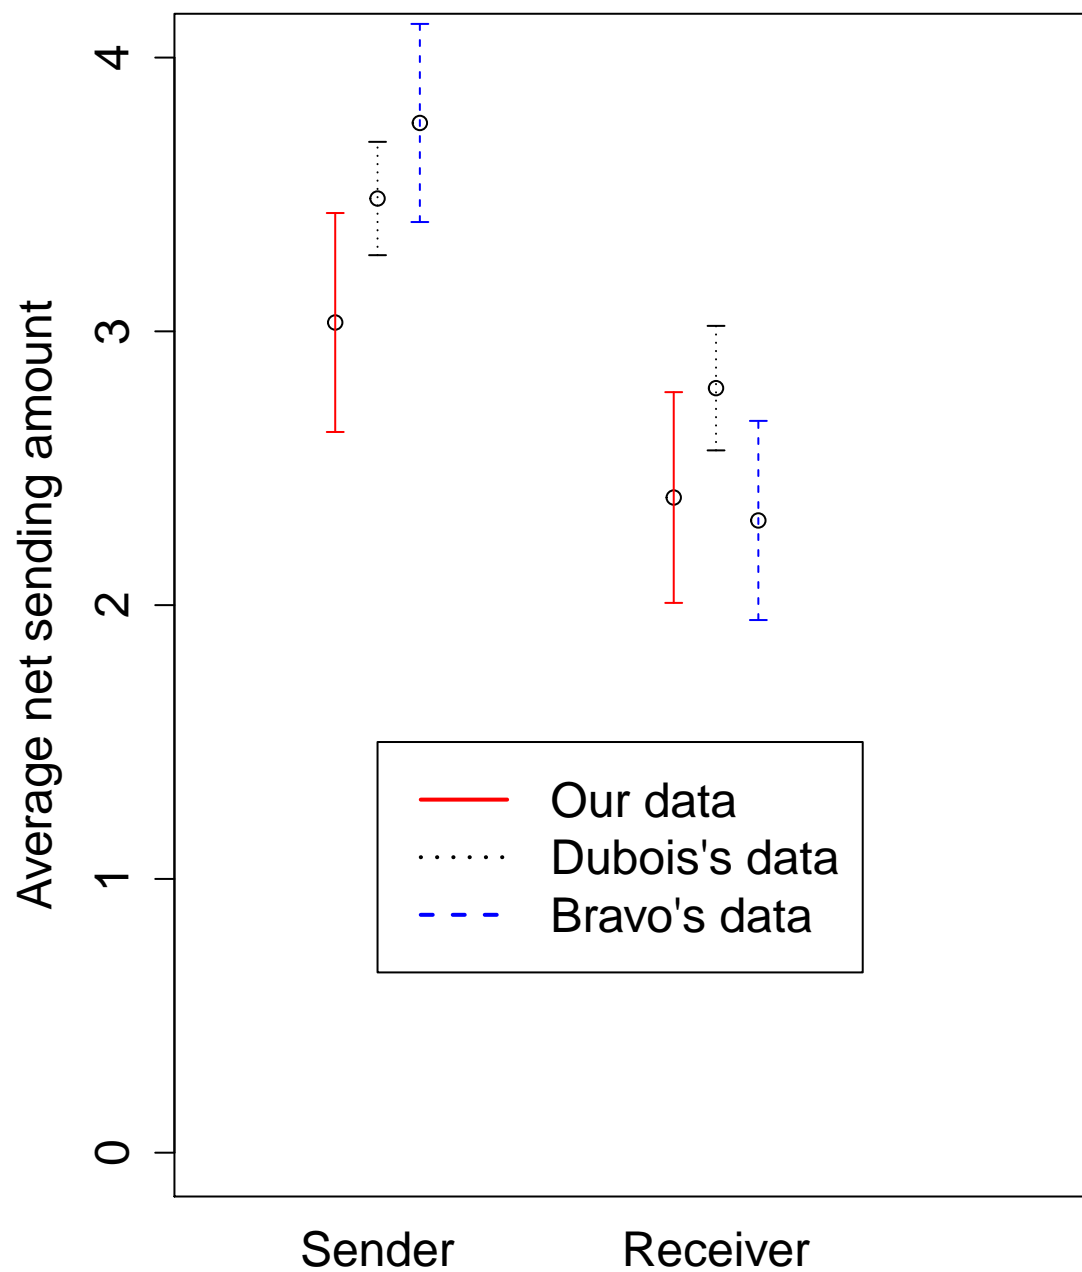 Average net sending amount
4
3
2
1
0
Our data
Dubois's data
Bravo's data
Sender
Receiver